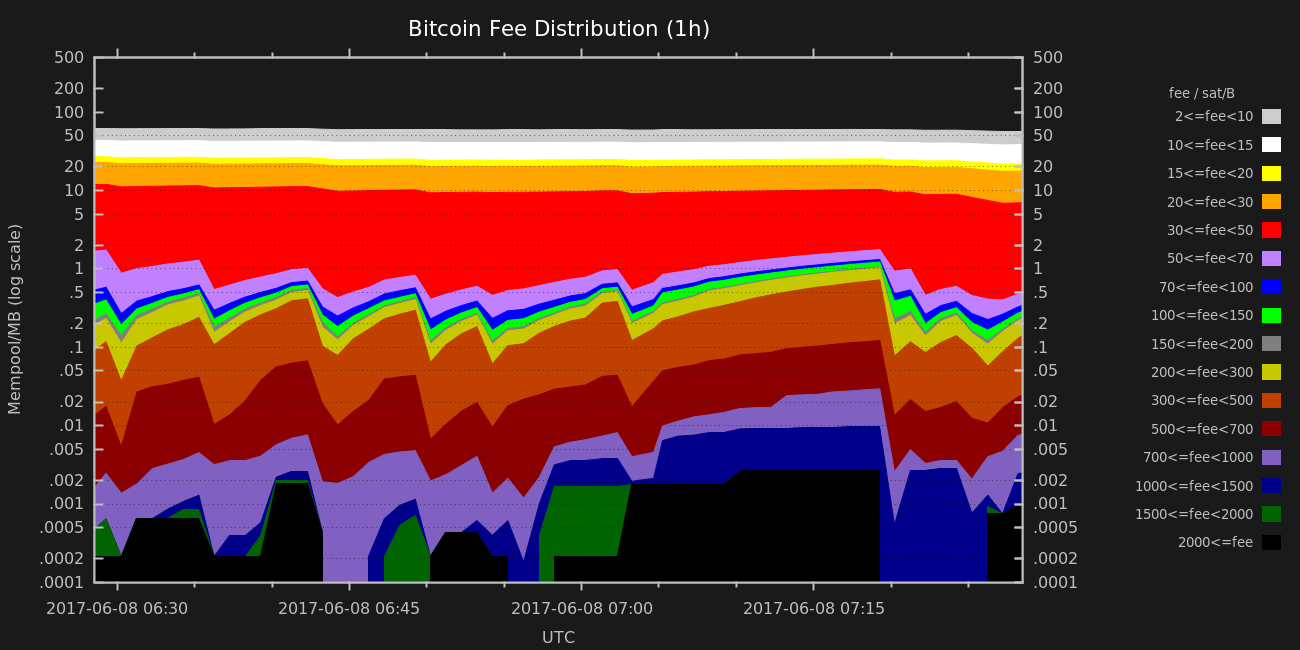 Bitcoin Fee Distribution (1h)
500 500
200 200
100 100
50 50
20 20
10 10
5 5
2 2
1 1
.5 .5
.2 .2
.1 .1
.05 .05
.02 .02
.01 .01
.005 .005
.002 .002
.001 .001
.0005 .0005
.0002 .0002
.0001 .0001
Mempool/MB (log scale)
2017-06-08 06:30 2017-06-08 06:45 2017-06-08 07:00 2017-06-08 07:15
UTC
fee / sat/B
2<=fee<10
10<=fee<15
15<=fee<20
20<=fee<30
30<=fee<50
50<=fee<70
70<=fee<100
100<=fee<150
150<=fee<200
200<=fee<300
300<=fee<500
500<=fee<700
700<=fee<1000
1000<=fee<1500
1500<=fee<2000
2000<=fee